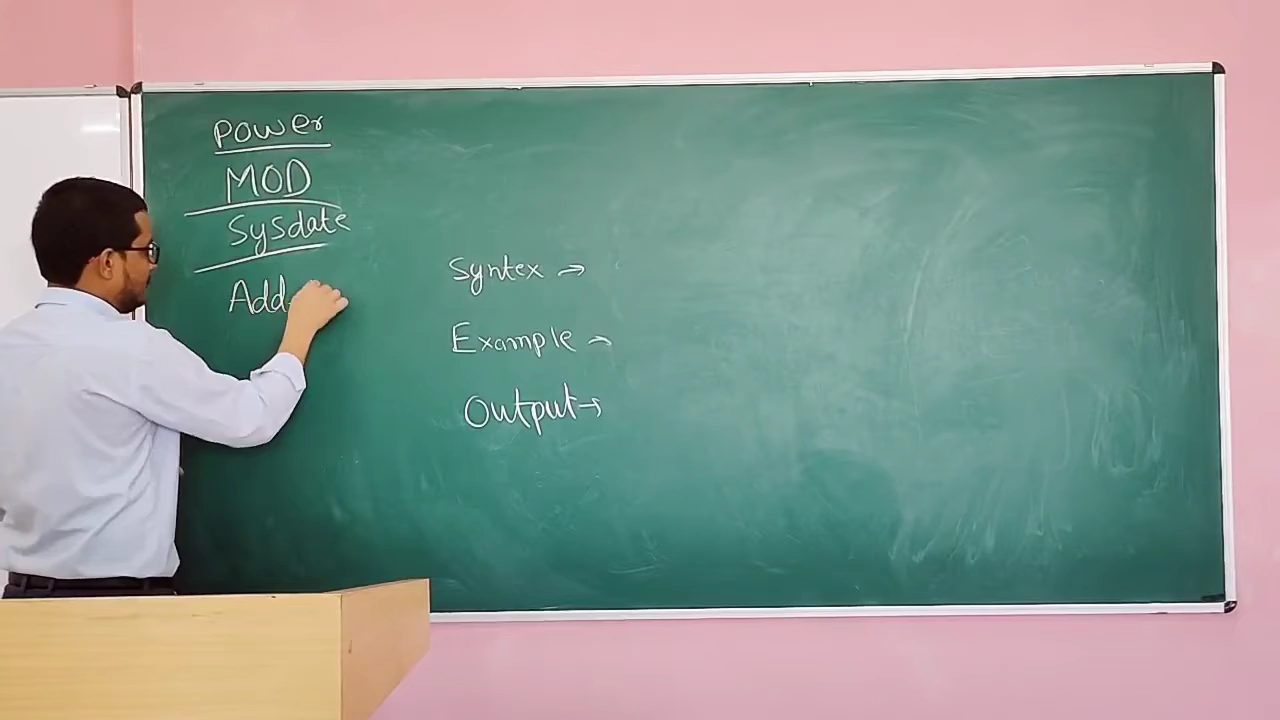 Power
MOD
Sysdate
Add
Syntex →
Example →
Output →